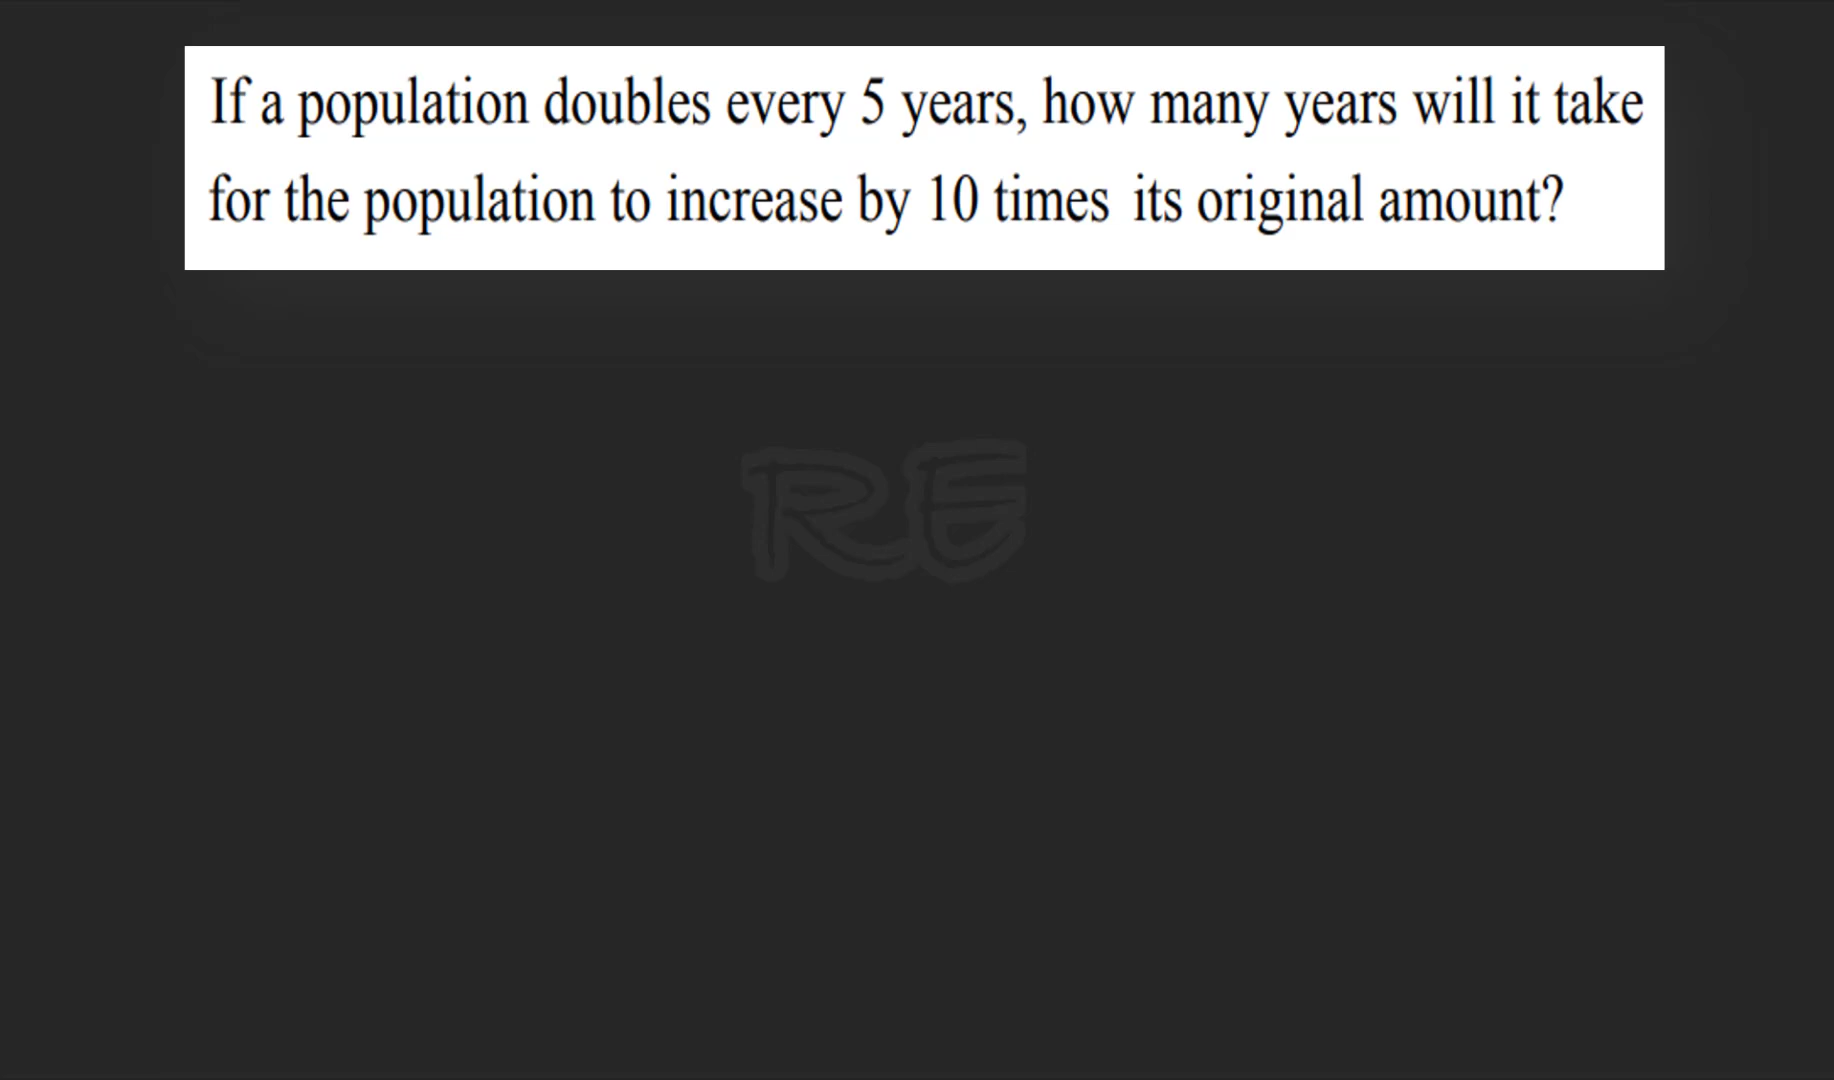 If a population doubles every 5 years, how many years will it take
for the population to increase by 10 times its original amount?
RE